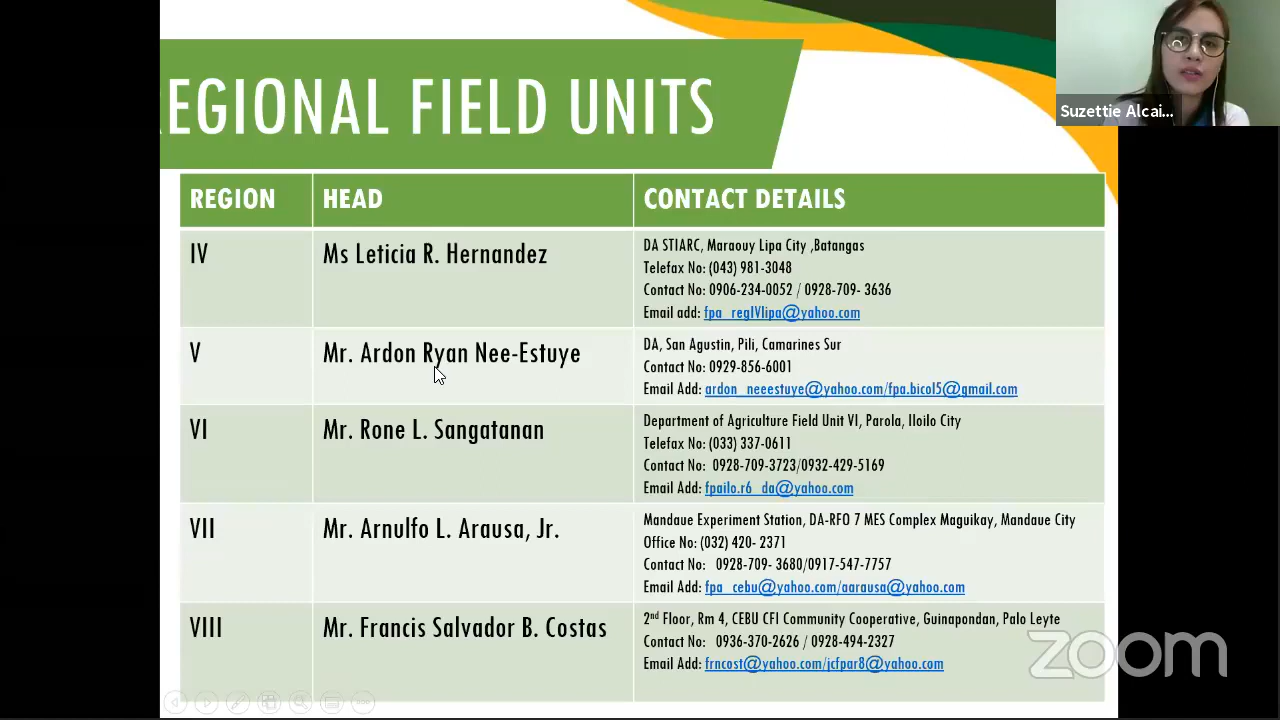 REGIONAL FIELD UNITS
Suzettie Alcai...
REGION HEAD CONTACT DETAILS
IV Ms Leticia R. Hernandez
DA STIARC, Maraouy Lipa City ,Batangas
Telefax No: (043) 981-3048
Contact No: 0906-234-0052 / 0928-709- 3636
Email add: fpa_regIVlipa@yahoo.com
V Mr. Ardon Ryan Nee-Estuye
DA, San Agustin, Pili, Camarines Sur
Contact No: 0929-856-6001
Email Add: ardon_neeestuye@yahoo.com/fpa.bicol5@gmail.com
VI Mr. Rone L. Sangatanan
Department of Agriculture Field Unit VI, Parola, Iloilo City
Telefax No: (033) 337-0611
Contact No: 0928-709-3723/0932-429-5169
Email Add: fpailo.r6_da@yahoo.com
VII Mr. Arnulfo L. Arausa, Jr.
Mandaue Experiment Station, DA-RFO 7 MES Complex Maguikay, Mandaue City
Office No: (032) 420- 2371
Contact No: 0928-709- 3680/0917-547-7757
Email Add: fpa_cebu@yahoo.com/aarausa@yahoo.com
VIII Mr. Francis Salvador B. Costas
2nd Floor, Rm 4, CEBU CFI Community Cooperative, Guinapondan, Palo Leyte
Contact No: 0936-370-2626 / 0928-494-2327
Email Add: frncost@yahoo.com/jcfpar8@yahoo.com
zoom